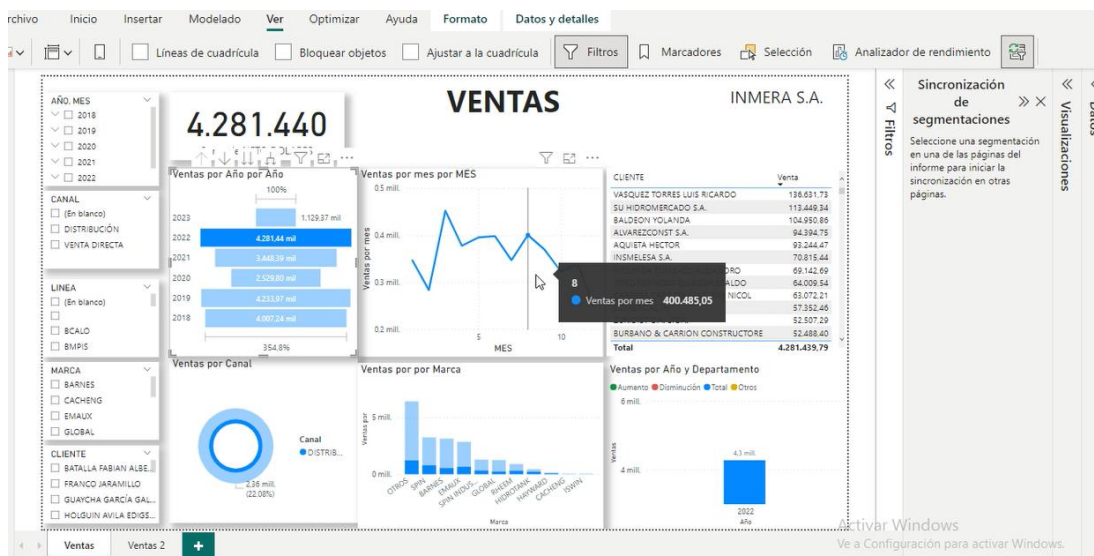 rchivo Inicio Insertar Modelado Ver Optimizar Ayuda Formato Datos y detalles
Líneas de cuadrícula Bloquear objetos Ajustar a la cuadrícula Filtros Marcadores Selección Analizador de rendimiento
AÑO. MES
2018
2019
2020
2021
2022
CANAL
(En blanco)
DISTRIBUCIÓN
VENTA DIRECTA
LINEA
(En blanco)
BCALO
BMPIS
MARCA
BARNES
CACHENG
EMAUX
GLOBAL
CLIENTE
BATALLA FABIAN ALBE...
FRANCO JARAMILLO
GUAYCHA GARCÍA GAL...
HOLGUIN AVILA EDIGS...
4.281.440
VENTAS
INMERA S.A.
Ventas por Año por Año
100%
2023 1.129,37 mil
2022 4.281,44 mil
2021 3.448,39 mil
2020 2.529,80 mil
2019 4.233,97 mil
2018 4.007,24 mil
354,8%
Ventas por mes por MES
Ventas por mes
0,5 mill.
0,4 mill.
0,3 mill.
0,2 mill.
5 10
MES
8
Ventas por mes 400.485,05
CLIENTE Venta
VASQUEZ TORRES LUIS RICARDO 136.631,73
SU HIDROMERCADO S.A. 113.449,34
BALDEON YOLANDA 104.950,86
ALVAREZCONST S.A. 94.394,75
AQUIETA HECTOR 93.244,47
INSMELESA S.A. 70.815,44
DRO 69.142,69
ALDO 64.009,54
NICOL 63.072,21
57.352,46
52.507,29
BURBANO & CARRION CONSTRUCTORE 52.488,40
Total 4.281.439,79
Ventas por Canal
Canal
DISTRIB...
2,36 mill.
(22.08%)
Ventas por por Marca
Ventas por
5 mill.
0 mill.
OTROS SPIN BARNES EMAUX SPIN INDUS... GLOBAL RHEEM HIDROTANK HAYWARD CACHENG ISWIN
Marca
Ventas por Año y Departamento
Aumento Disminución Total Otros
6 mill.
4 mill.
Ventas
4,3 mill.
2022
Año
Filtros
Sincronización de segmentaciones
Seleccione una segmentación
en una de las páginas del
informe para iniciar la
sincronización en otras
páginas.
Visualizaciones
Datos
Activar Windows
Ve a Configuración para activar Windows.
Ventas Ventas 2